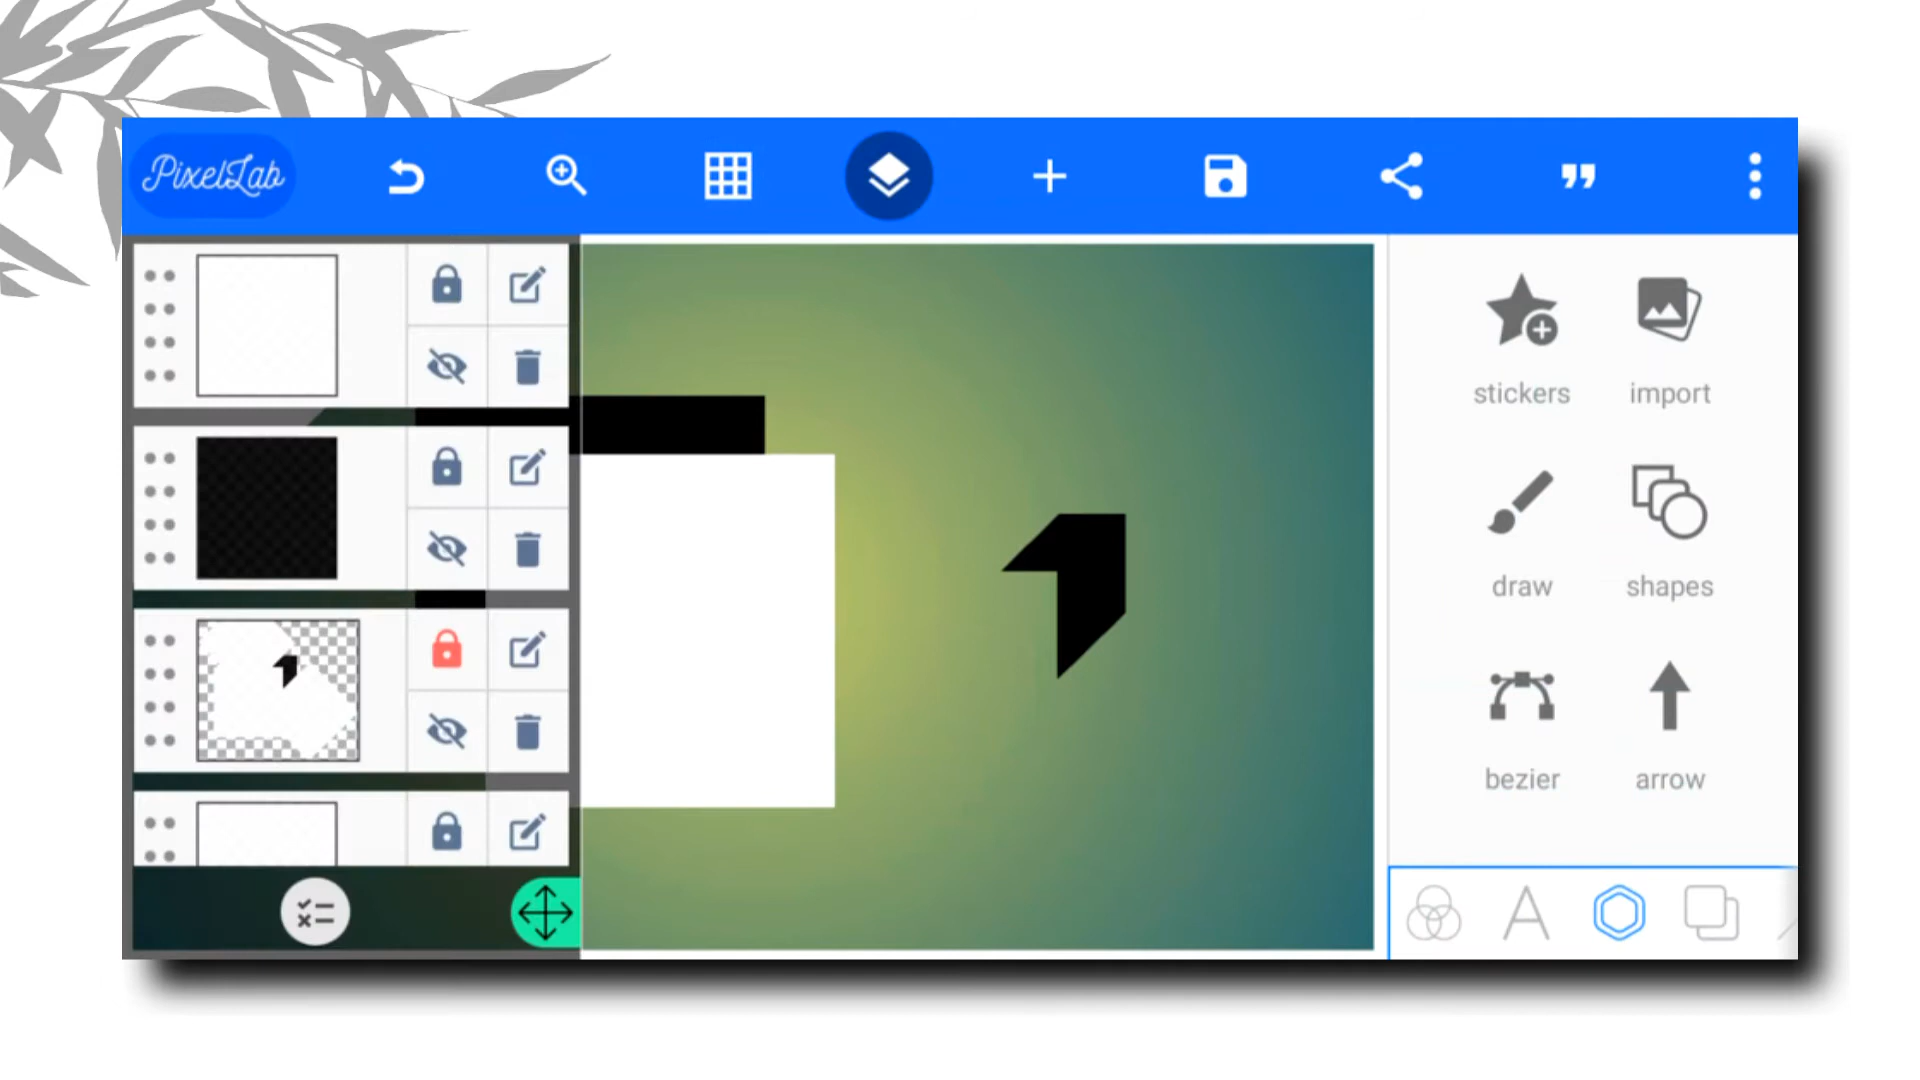 PixelLab
stickers
import
draw
shapes
bezier
arrow